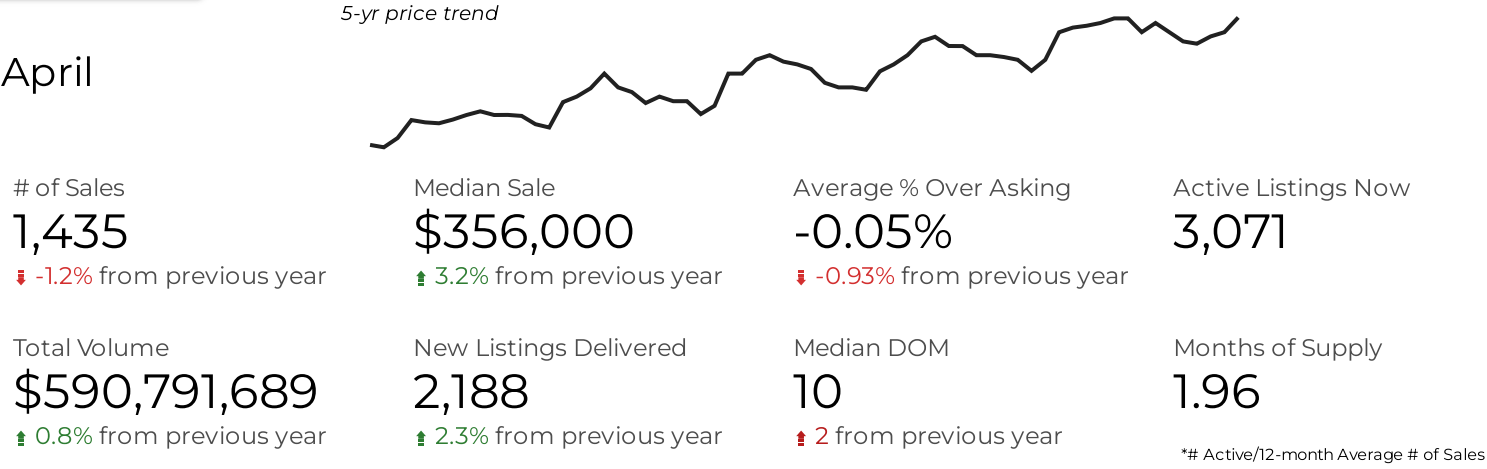 5-yr price trend
April
# of Sales
1,435
-1.2% from previous year
Median Sale
$356,000
3.2% from previous year
Average % Over Asking
-0.05%
-0.93% from previous year
Active Listings Now
3,071
Total Volume
$590,791,689
0.8% from previous year
New Listings Delivered
2,188
2.3% from previous year
Median DOM
10
2 from previous year
Months of Supply
1.96
*# Active/12-month Average # of Sales